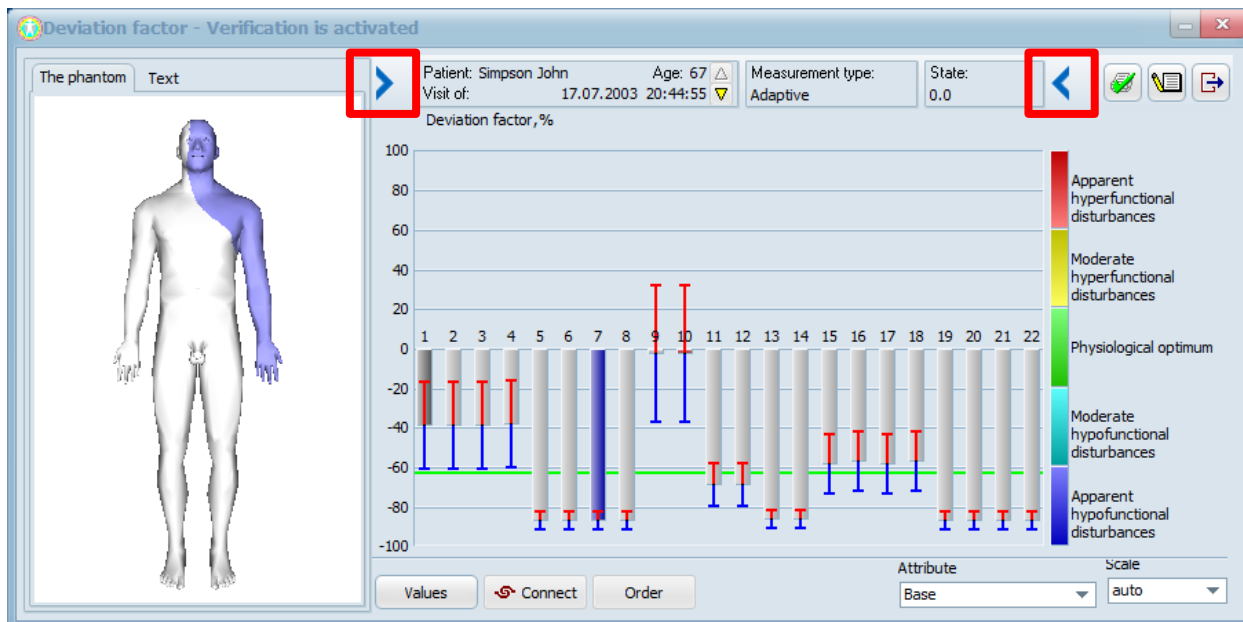 Deviation factor - Verification is activated
The phantom Text
Patient: Simpson John Age: 67
Visit of: 17.07.2003 20:44:55
Measurement type:
Adaptive
State:
0.0
Deviation factor,%
100
80
60
40
20
0
-20
-40
-60
-80
-100
1 2 3 4 5 6 7 8 9 10 11 12 13 14 15 16 17 18 19 20 21 22
Apparent
hyperfunctional
disturbances
Moderate
hyperfunctional
disturbances
Physiological optimum
Moderate
hypofunctional
disturbances
Apparent
hypofunctional
disturbances
Values Connect Order
Attribute
Base
Scale
auto